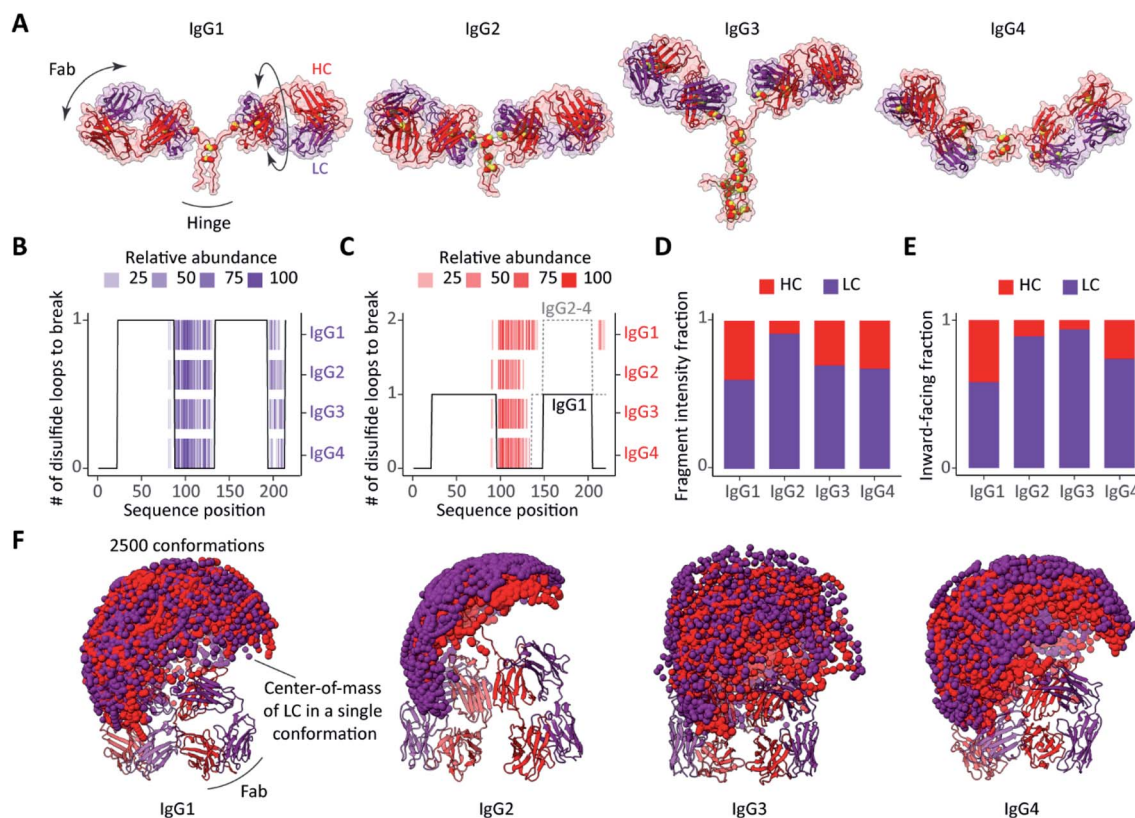 A
IgG1
IgG2
IgG3
IgG4
Fab
HC
LC
Hinge
B
Relative abundance
25 50 75 100
# of disulfide loops to break
1
0
IgG1
IgG2
IgG3
IgG4
0 50 100 150 200
Sequence position
C
Relative abundance
25 50 75 100
# of disulfide loops to break
2
1
0
IgG2-4
IgG1
IgG1
IgG2
IgG3
IgG4
0 50 100 150 200
Sequence position
D
HC LC
Fragment intensity fraction
1
0
IgG1 IgG2 IgG3 IgG4
E
HC LC
Inward-facing fraction
1
0
IgG1 IgG2 IgG3 IgG4
F
2500 conformations
Center-of-mass
of LC in a single
conformation
Fab
IgG1
IgG2
IgG3
IgG4